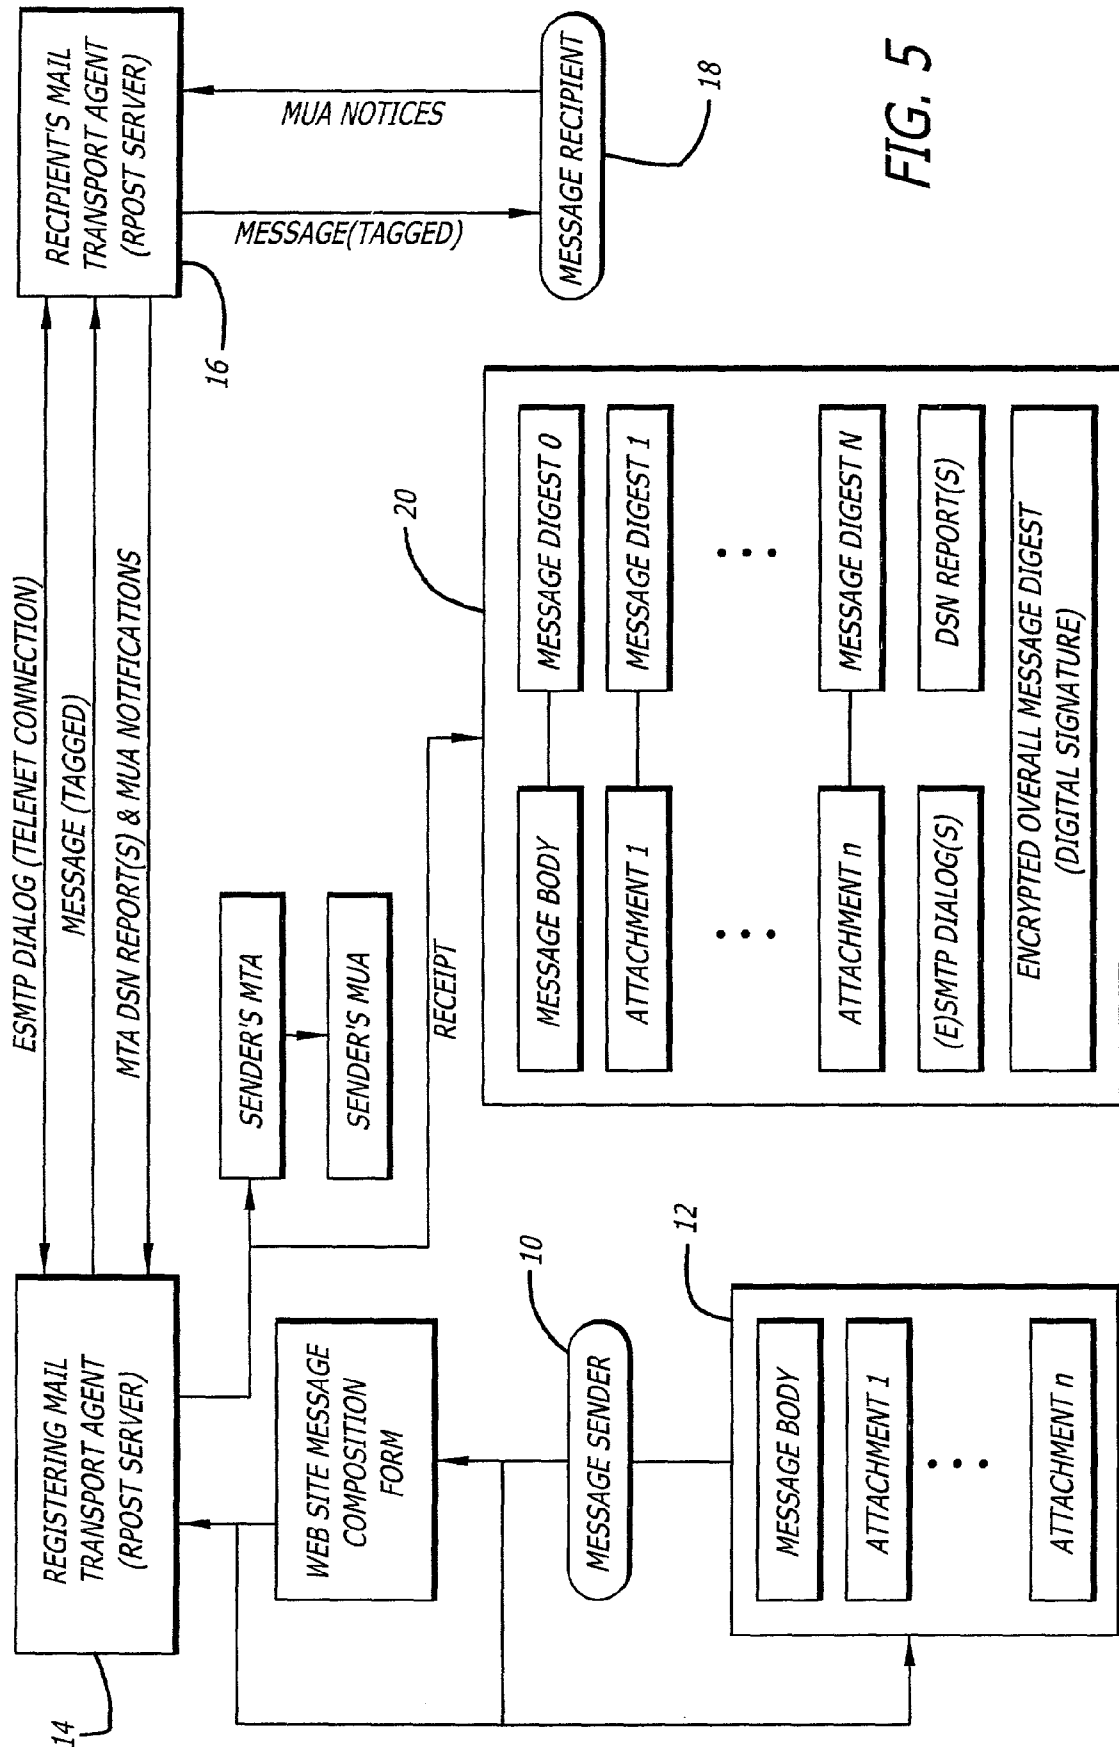 ESMTP DIALOG (TELENET CONNECTION)
MESSAGE (TAGGED)
MTA DSN REPORT(S) & MUA NOTIFICATIONS
14
REGISTERING MAIL
TRANSPORT AGENT
(RPOST SERVER)
RECIPIENT'S MAIL
TRANSPORT AGENT
(RPOST SERVER)
16
WEB SITE MESSAGE
COMPOSITION
FORM
SENDER'S MTA
SENDER'S MUA
RECEIPT
MESSAGE(TAGGED)
MUA NOTICES
10
MESSAGE SENDER
MESSAGE RECIPIENT
18
12
MESSAGE BODY
ATTACHMENT 1
• • •
ATTACHMENT n
20
MESSAGE BODY
MESSAGE DIGEST 0
ATTACHMENT 1
MESSAGE DIGEST 1
• • •
• • •
ATTACHMENT n
MESSAGE DIGEST N
(E)SMTP DIALOG(S)
DSN REPORT(S)
ENCRYPTED OVERALL MESSAGE DIGEST
(DIGITAL SIGNATURE)
FIG. 5